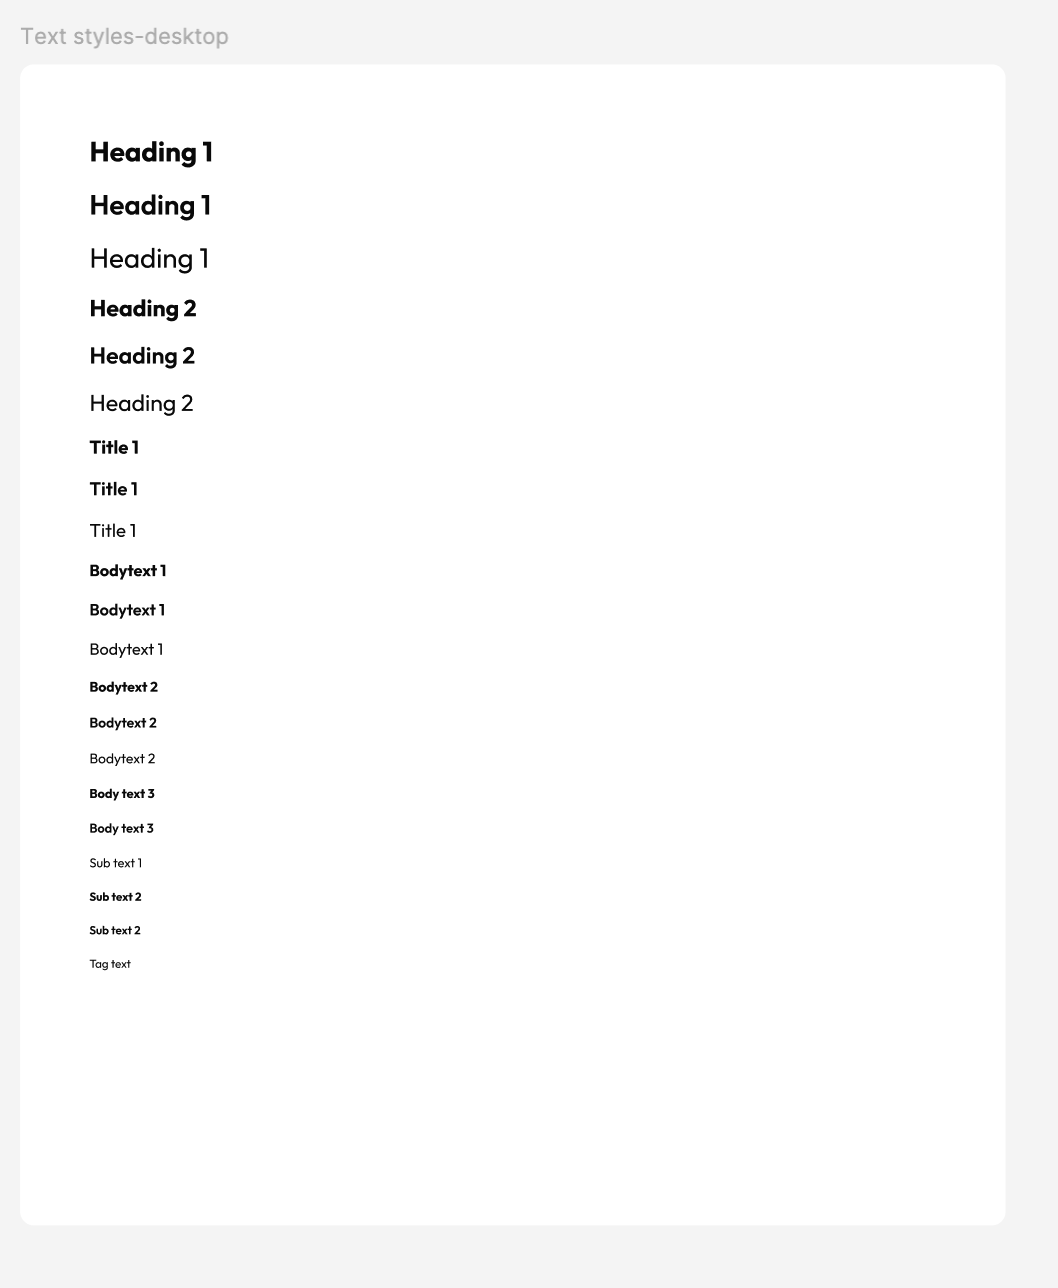 Text styles-desktop
Heading 1
Heading 1
Heading 1
Heading 2
Heading 2
Heading 2
Title 1
Title 1
Title 1
Bodytext 1
Bodytext 1
Bodytext 1
Bodytext 2
Bodytext 2
Bodytext 2
Body text 3
Body text 3
Sub text 1
Sub text 2
Sub text 2
Tag text